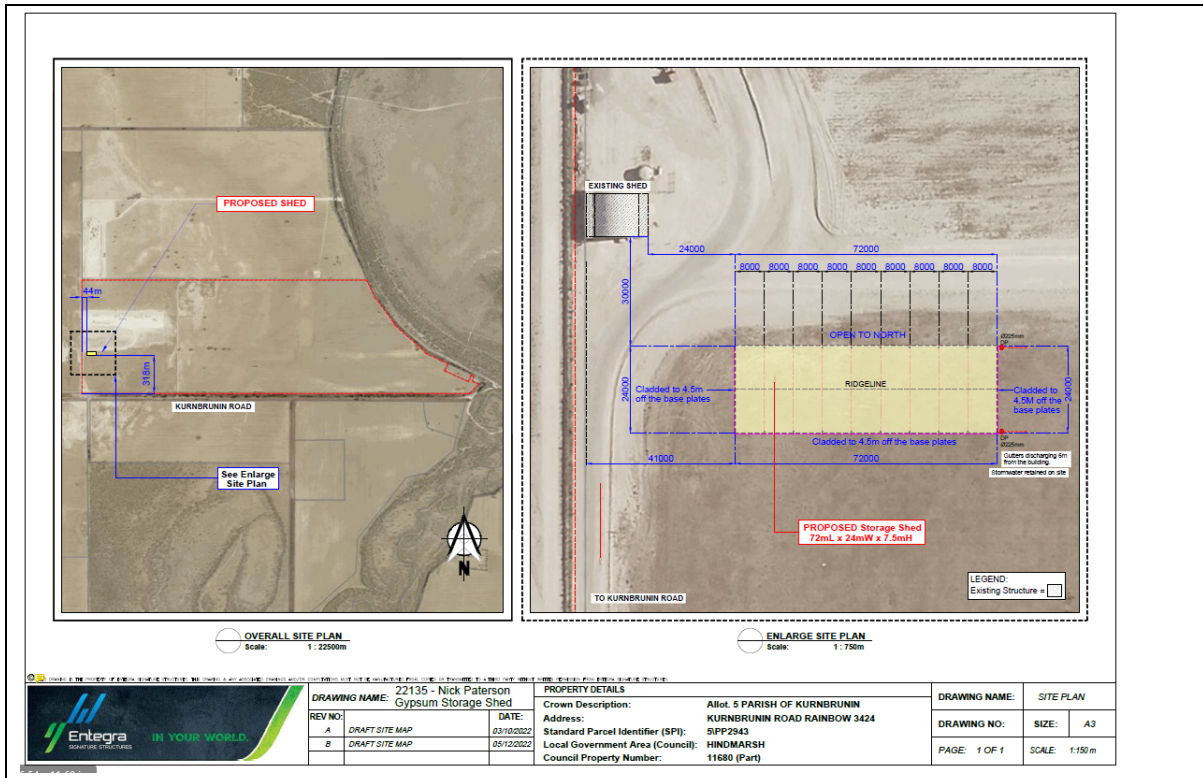 PROPOSED SHED
44m
318m
KURNBRUNIN ROAD
See Enlarge
Site Plan
N
EXISTING SHED
24000
72000
8000 8000 8000 8000 8000 8000 8000 8000 8000
30000
OPEN TO NORTH
Ø225mm
DP
24000
Cladded to 4.5m
off the base plates
RIDGELINE
Cladded to
4.5M off the
base plates
24000
Cladded to 4.5m off the base plates
DP
Ø225mm
41000
72000
Gutters discharging 6m
from the building.
Stormwater retained on site
PROPOSED Storage Shed
72mL x 24mW x 7.5mH
TO KURNBRUNIN ROAD
LEGEND:
Existing Structure =
OVERALL SITE PLAN
Scale: 1 : 22500m
ENLARGE SITE PLAN
Scale: 1 : 750m
Entegra
SIGNATURE STRUCTURES
IN YOUR WORLD.
DRAWING NAME: 22135 - Nick Paterson
Gypsum Storage Shed
REV NO: DATE:
A DRAFT SITE MAP 03/10/2022
B DRAFT SITE MAP 05/12/2022
PROPERTY DETAILS
Crown Description: Allot. 5 PARISH OF KURNBRUNIN
Address: KURNBRUNIN ROAD RAINBOW 3424
Standard Parcel Identifier (SPI): 5\PP2943
Local Government Area (Council): HINDMARSH
Council Property Number: 11680 (Part)
DRAWING NAME: SITE PLAN
DRAWING NO: SIZE: A3
PAGE: 1 OF 1 SCALE: 1:150 m